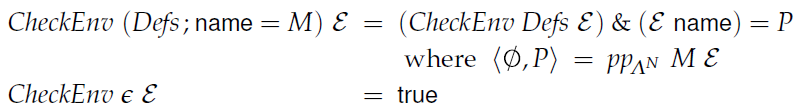 CheckEnv (Defs; name = M) ℰ = (CheckEnv Defs ℰ) & (ℰ name) = P
where ⟨∅, P⟩ = pp_{Λ^N} M ℰ
CheckEnv ϵ ℰ = true